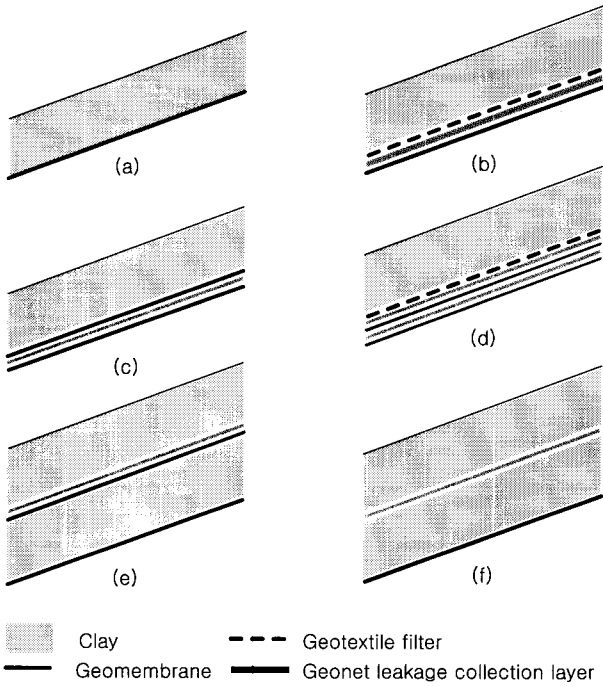 (a)
(b)
(c)
(d)
(e)
(f)
Clay
Geotextile filter
Geomembrane
Geonet leakage collection layer